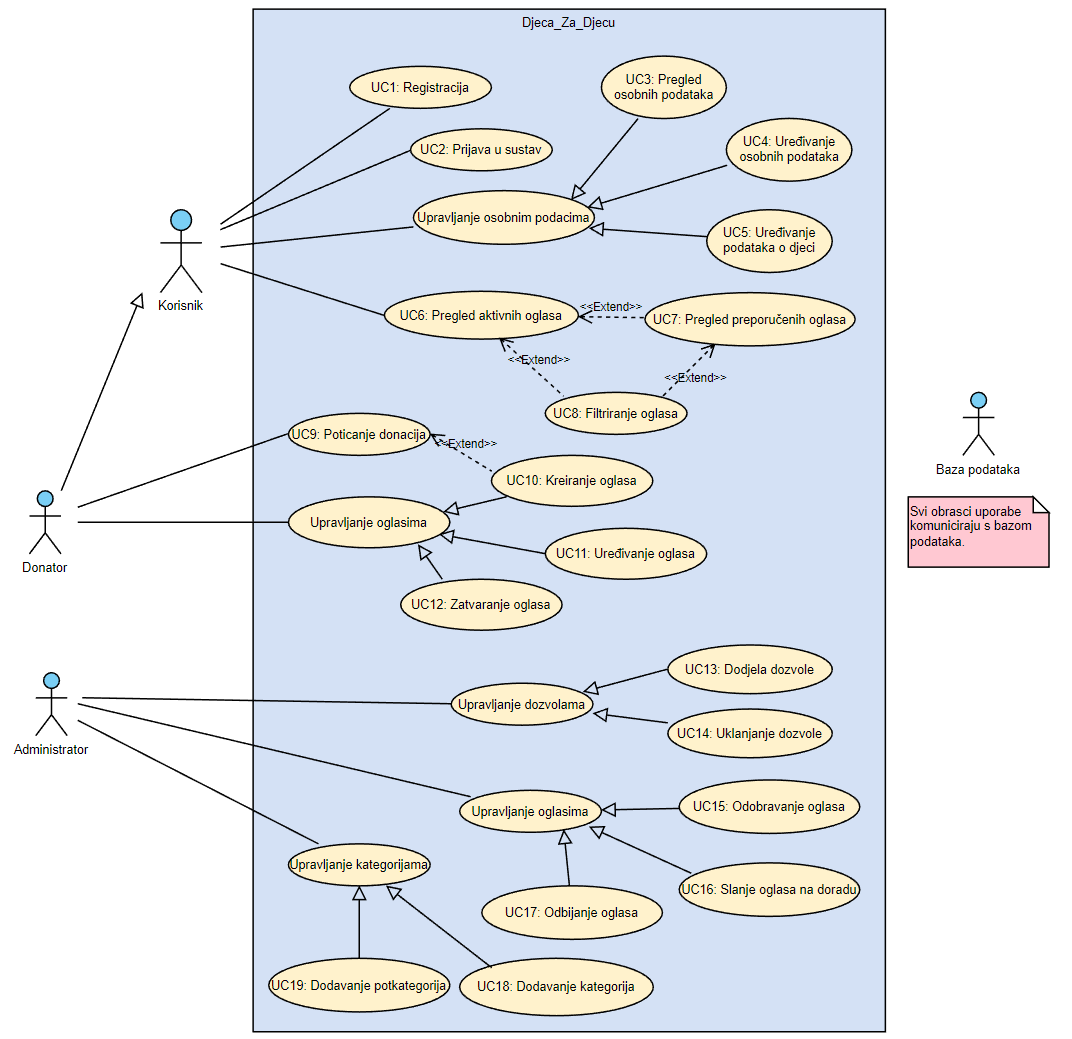 Djeca_Za_Djecu
UC1: Registracija
UC2: Prijava u sustav
UC3: Pregled
osobnih podataka
UC4: Uređivanje
osobnih podataka
Upravljanje osobnim podacima
UC5: Uređivanje
podataka o djeci
Korisnik
UC6: Pregled aktivnih oglasa
<<Extend>>
UC7: Pregled preporučenih oglasa
<<Extend>>
<<Extend>>
UC8: Filtriranje oglasa
UC9: Poticanje donacija
<<Extend>>
UC10: Kreiranje oglasa
Upravljanje oglasima
UC11: Uređivanje oglasa
UC12: Zatvaranje oglasa
Donator
Baza podataka
Svi obrasci uporabe
komuniciraju s bazom
podataka.
Administrator
Upravljanje dozvolama
UC13: Dodjela dozvole
UC14: Uklanjanje dozvole
Upravljanje oglasima
UC15: Odobravanje oglasa
UC16: Slanje oglasa na doradu
UC17: Odbijanje oglasa
Upravljanje kategorijama
UC19: Dodavanje potkategorija
UC18: Dodavanje kategorija